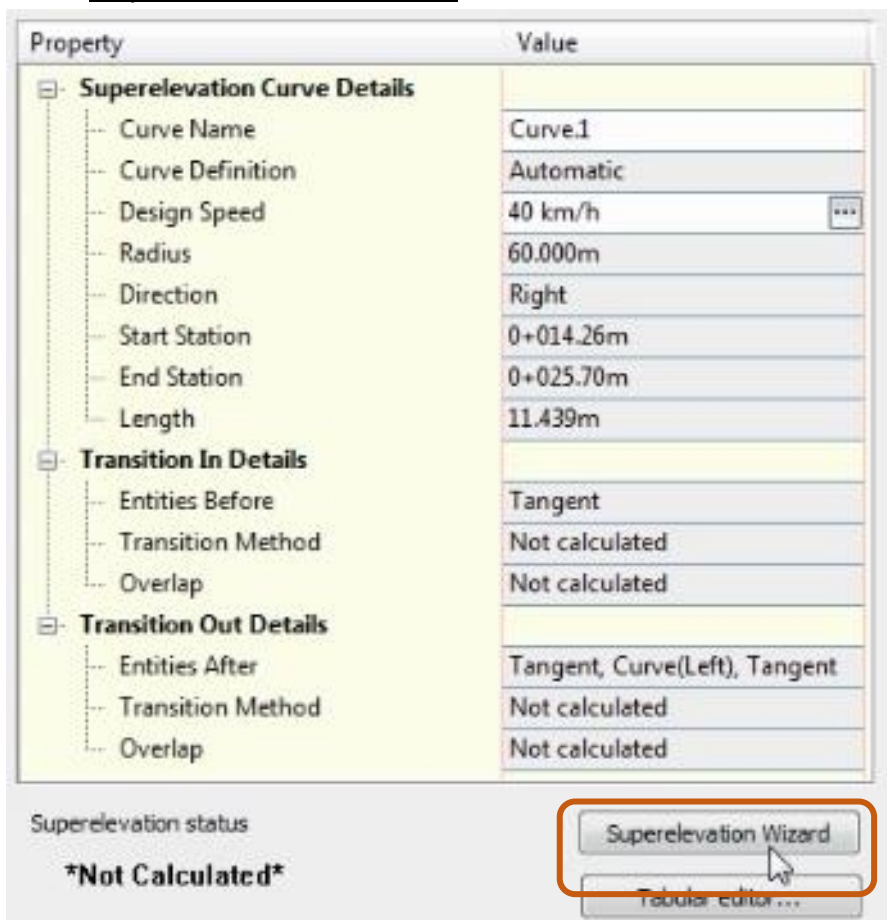 Property Value
Superelevation Curve Details
Curve Name Curve.1
Curve Definition Automatic
Design Speed 40 km/h ...
Radius 60.000m
Direction Right
Start Station 0+014.26m
End Station 0+025.70m
Length 11.439m
Transition In Details
Entities Before Tangent
Transition Method Not calculated
Overlap Not calculated
Transition Out Details
Entities After Tangent, Curve(Left), Tangent
Transition Method Not calculated
Overlap Not calculated
Superelevation status Superelevation Wizard
*Not Calculated*
Tabular editor...